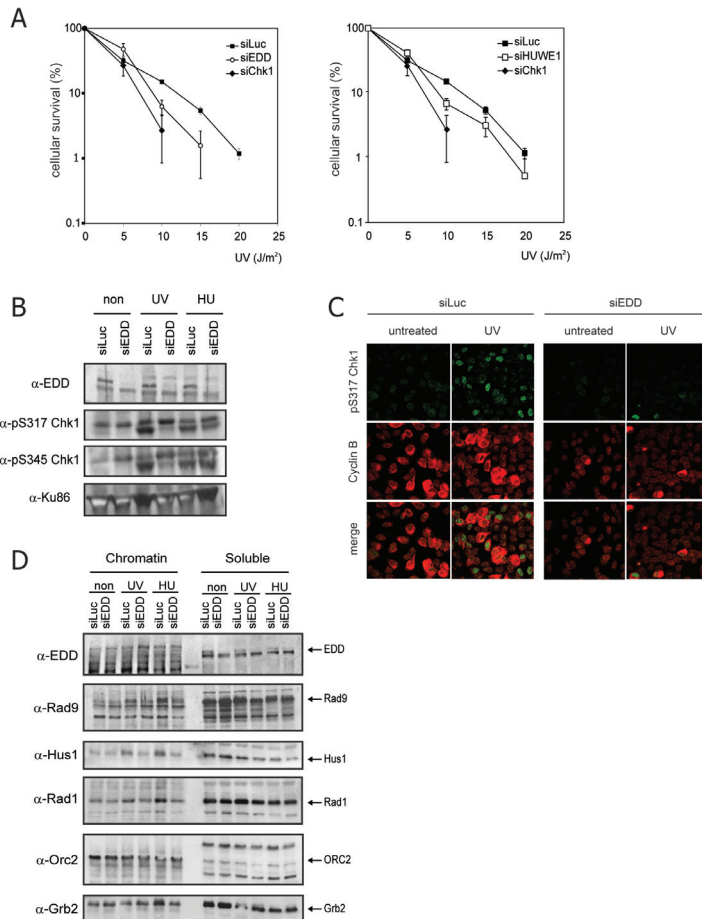 A
100
10
1
0.1
cellular survival (%)
0 5 10 15 20 25
UV (J/m²)
siLuc
siEDD
siChk1
100
10
1
0.1
cellular survival (%)
0 5 10 15 20 25
UV (J/m²)
siLuc
siHUWE1
siChk1
B
non UV HU
siLuc siEDD siLuc siEDD siLuc siEDD
α-EDD
α-pS317 Chk1
α-pS345 Chk1
α-Ku86
C
siLuc siEDD
untreated UV untreated UV
pS317 Chk1
Cyclin B
merge
D
Chromatin Soluble
non UV HU non UV HU
siLuc siEDD siLuc siEDD siLuc siEDD siLuc siEDD siLuc siEDD siLuc siEDD
α-EDD EDD
α-Rad9 Rad9
α-Hus1 Hus1
α-Rad1 Rad1
α-Orc2 ORC2
α-Grb2 Grb2